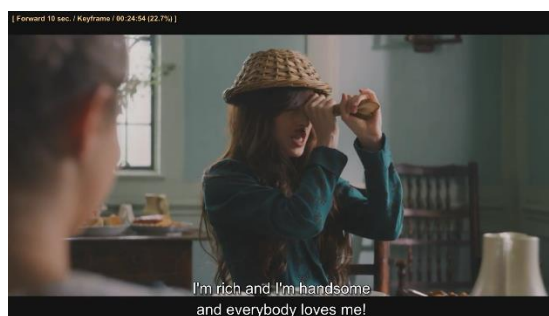 [ Forward 10 sec. / Keyframe / 00:24:54 (22.7%) ]
I'm rich and I'm handsome
and everybody loves me!